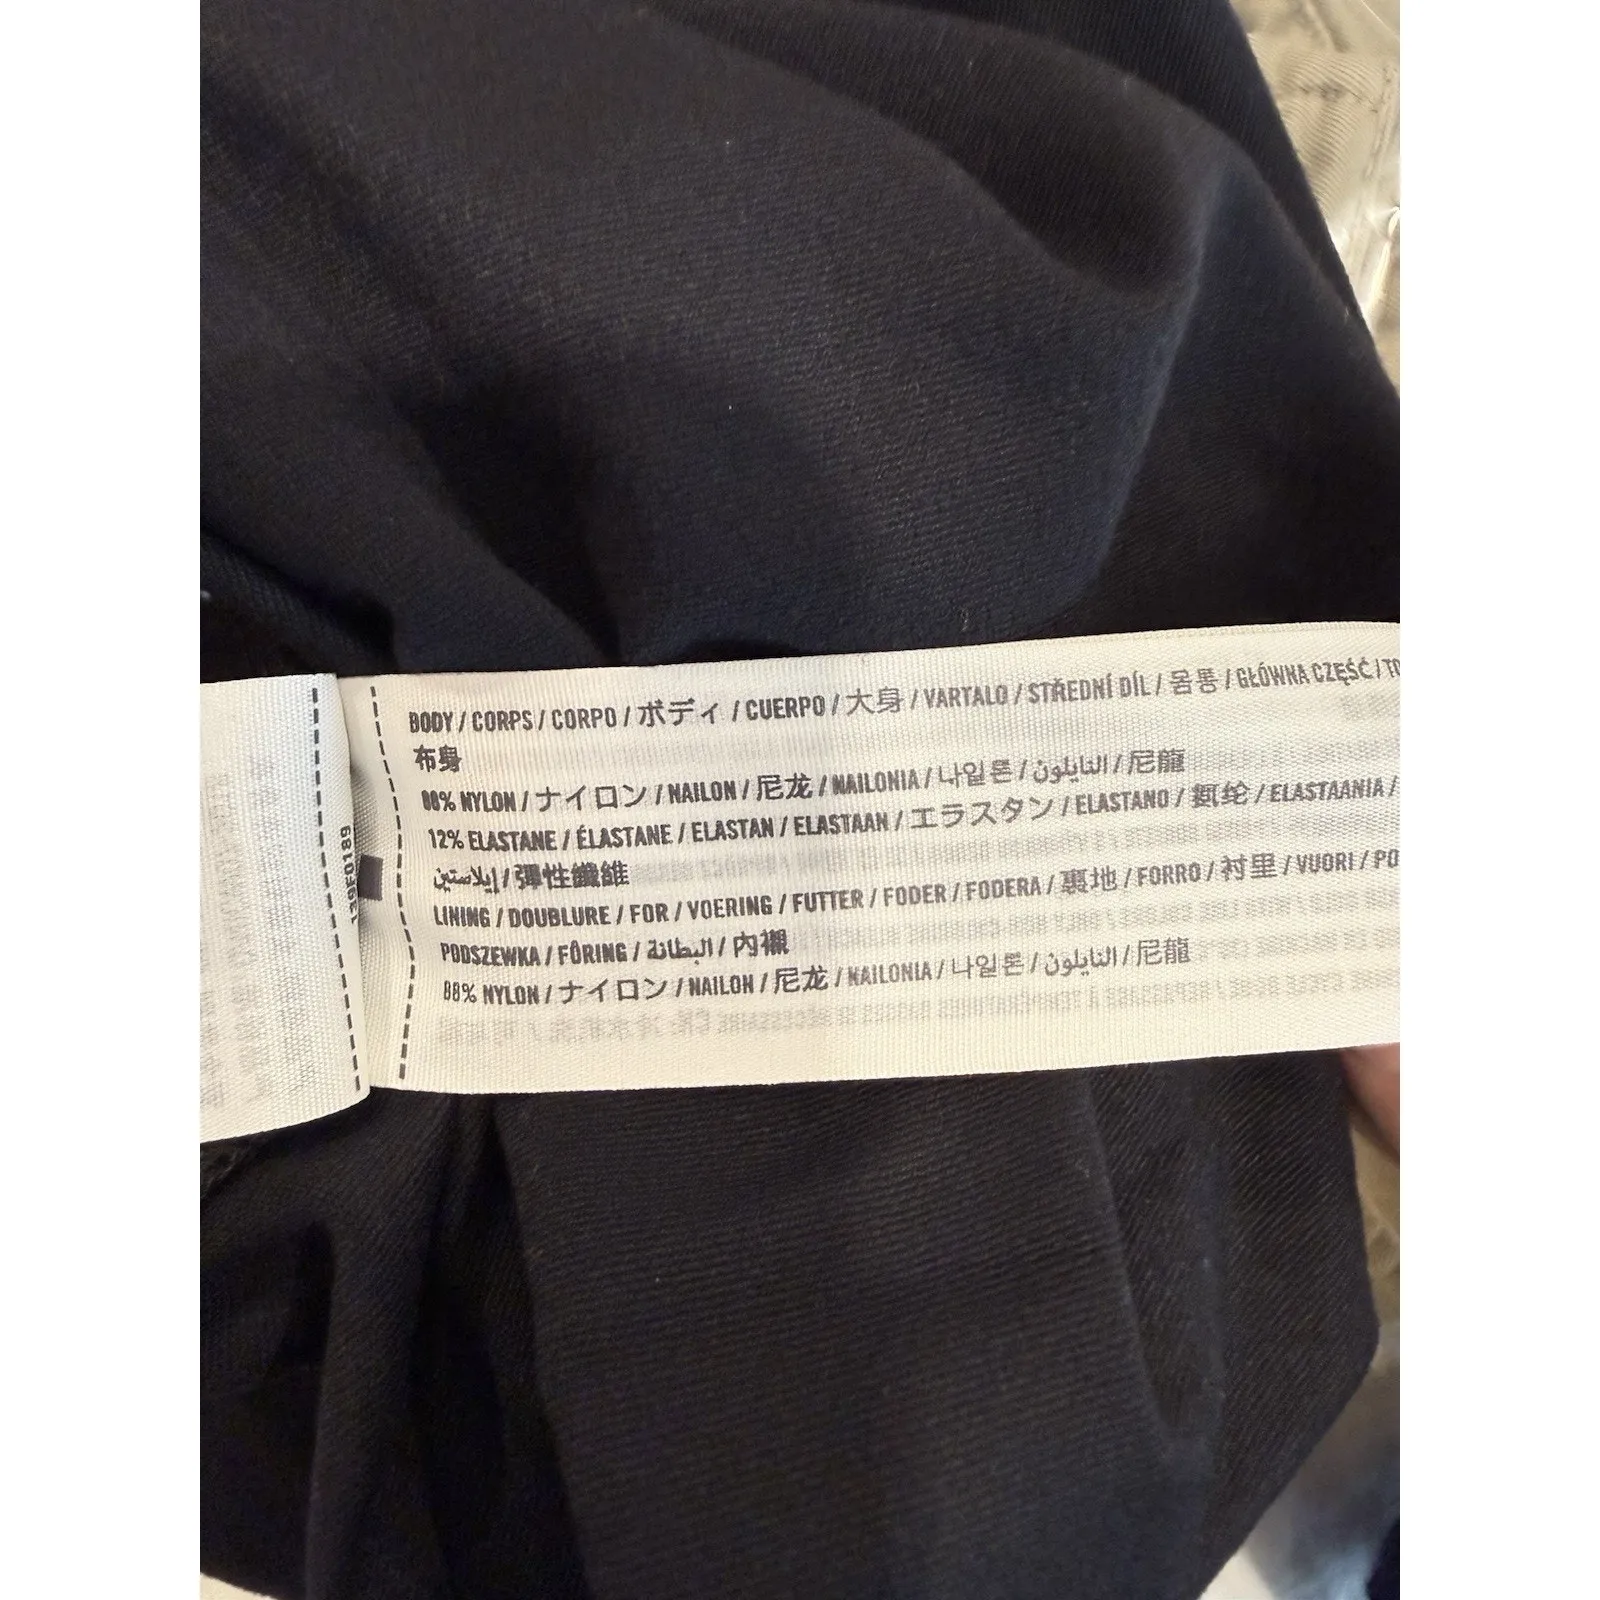 BODY / CORPS / CORPO / ボディ / CUERPO / 大身 / VARTALO / STŘEDNÍ DÍL / 몸통 / GŁÓWNA CZĘŚĆ / TO
布身
88% NYLON / ナイロン / NAILON / 尼龙 / NAILONIA / 나일론 / النايلون / 尼龍
12% ELASTANE / ÉLASTANE / ELASTAN / ELASTAAN / エラスタン / ELASTANO / 氨纶 / ELASTAANIA /
إيلاستين / 彈性纖維
LINING / DOUBLURE / FOR / VOERING / FUTTER / FODER / FODERA / 裏地 / FORRO / 衬里 / VUORI / PO
PODSZEWKA / FÔRING / البطانة / 內襯
88% NYLON / ナイロン / NAILON / 尼龙 / NAILONIA / 나일론 / النايلون / 尼龍
139F0189